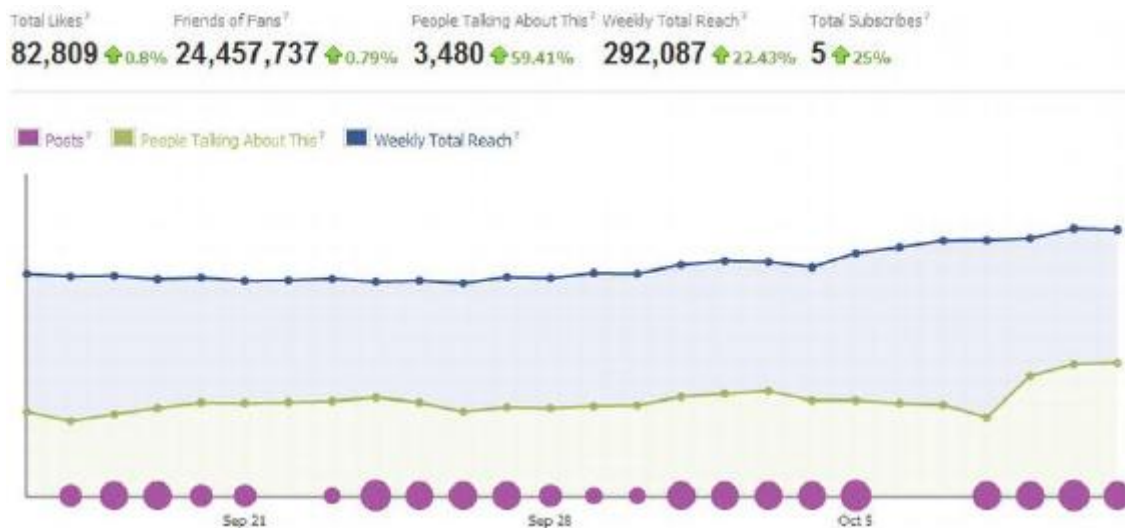 Total Likes? Friends of Fans? People Talking About This? Weekly Total Reach? Total Subscribes?
82,809 0.8% 24,457,737 0.79% 3,480 59.41% 292,087 22.43% 5 25%
Posts? People Talking About This? Weekly Total Reach?
Sep 21 Sep 28 Oct 5